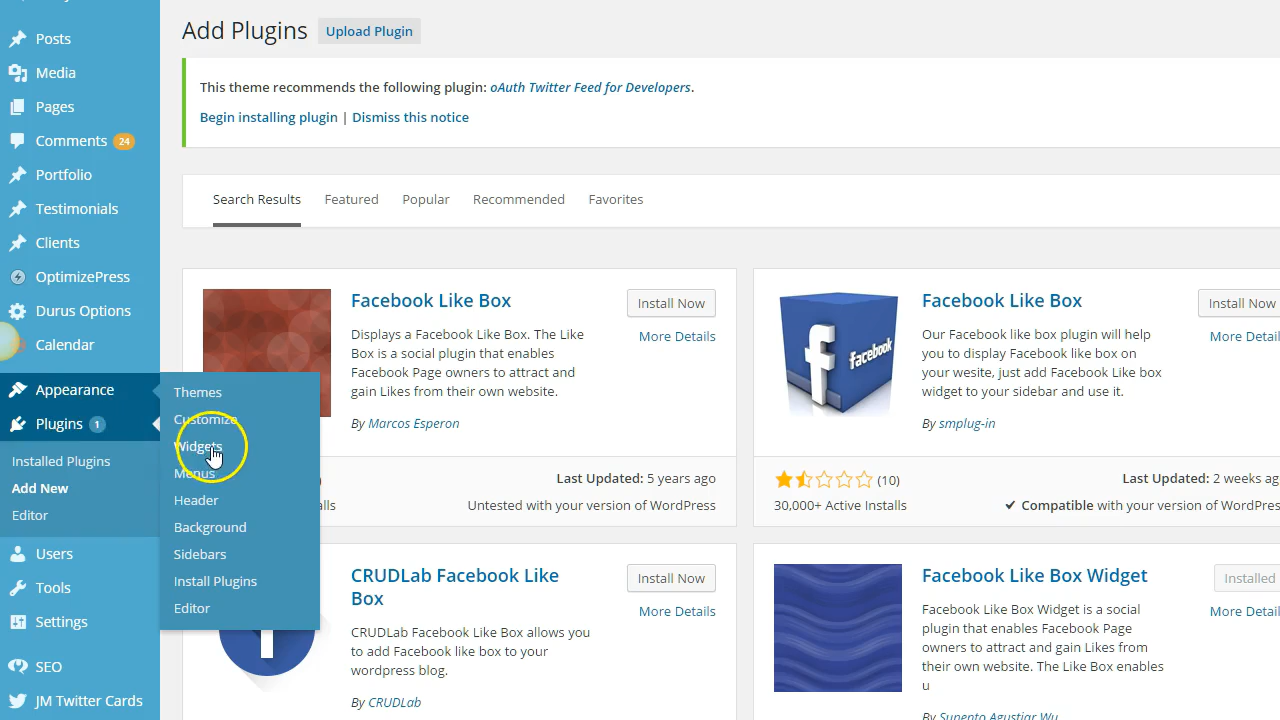 Posts
Media
Pages
Comments 24
Portfolio
Testimonials
Clients
OptimizePress
Durus Options
Calendar
Appearance
Plugins 1
Installed Plugins
Add New
Editor
Users
Tools
Settings
SEO
JM Twitter Cards
Themes
Customize
Widgets
Menus
Header
Background
Sidebars
Install Plugins
Editor
Add Plugins Upload Plugin
This theme recommends the following plugin: oAuth Twitter Feed for Developers.
Begin installing plugin | Dismiss this notice
Search Results Featured Popular Recommended Favorites
Facebook Like Box
Install Now
More Details
Displays a Facebook Like Box. The Like
Box is a social plugin that enables
Facebook Page owners to attract and
gain Likes from their own website.
By Marcos Esperon
)
alls
Last Updated: 5 years ago
Untested with your version of WordPress
facebook
Facebook Like Box
Install Now
More Detail
Our Facebook like box plugin will help
you to display Facebook like box on
your wesite, just add Facebook Like box
widget to your sidebar and use it.
By smplug-in
(10)
30,000+ Active Installs
Last Updated: 2 weeks ag
Compatible with your version of WordPres
CRUDLab Facebook Like
Box
Install Now
More Details
CRUDLab Facebook Like Box allows you
to add Facebook like box to your
wordpress blog.
By CRUDLab
Facebook Like Box Widget
Installed
More Detail
Facebook Like Box Widget is a social
plugin that enables Facebook Page
owners to attract and gain Likes from
their own website. The Like Box enables
u
By Sunento Agustiar Wu